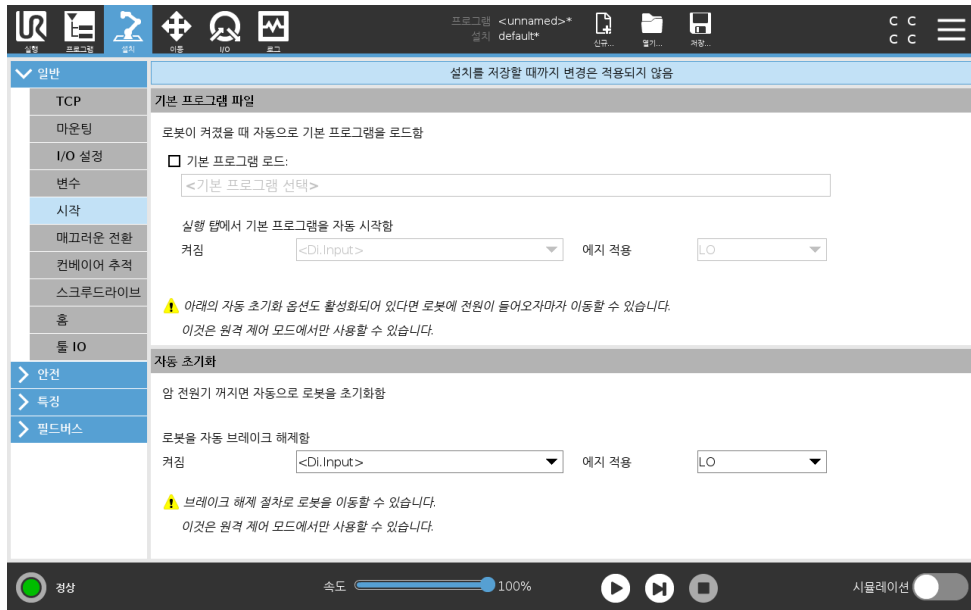 UR
실행
프로그램
설치
이동
I/O
로그
프로그램 <unnamed>*
설치 default*
신규...
열기...
저장...
C C
C C
일반
TCP
마운팅
I/O 설정
변수
시작
매끄러운 전환
컨베이어 추적
스크루드라이브
홈
툴 IO
안전
특징
필드버스
설치를 저장할 때까지 변경은 적용되지 않음
기본 프로그램 파일
로봇이 켜졌을 때 자동으로 기본 프로그램을 로드함
기본 프로그램 로드:
<기본 프로그램 선택>
실행 탭에서 기본 프로그램을 자동 시작함
켜짐 <Di.Input> 에지 적용 LO
아래의 자동 초기화 옵션도 활성화되어 있다면 로봇에 전원이 들어오자마자 이동할 수 있습니다.
이것은 원격 제어 모드에서만 사용할 수 있습니다.
자동 초기화
암 전원기 꺼지면 자동으로 로봇을 초기화함
로봇을 자동 브레이크 해제함
켜짐 <Di.Input> 에지 적용 LO
브레이크 해제 절차로 로봇을 이동할 수 있습니다.
이것은 원격 제어 모드에서만 사용할 수 있습니다.
정상
속도 100%
시뮬레이션